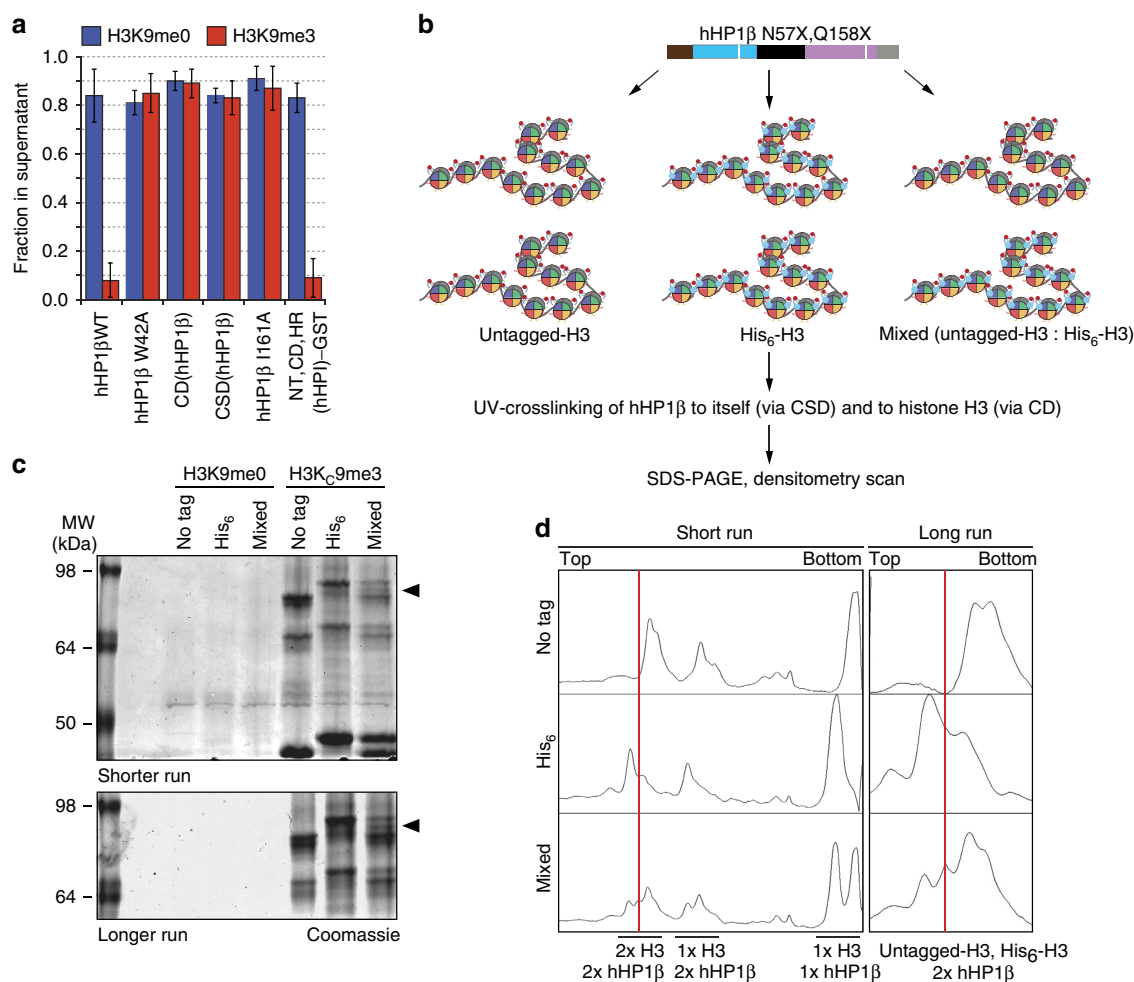 a
H3K9me0 H3K9me3
Fraction in supernatant
1.0
0.8
0.6
0.4
0.2
0.0
hHP1βWT
hHP1β W42A
CD(hHP1β)
CSD(hHP1β)
hHP1β I161A
NT,CD,HR
(hHPI)–GST
b
hHP1β N57X,Q158X
Untagged-H3
His6-H3
Mixed (untagged-H3 : His6-H3)
UV-crosslinking of hHP1β to itself (via CSD) and to histone H3 (via CD)
SDS-PAGE, densitometry scan
c
H3K9me0 H3KC9me3
MW
(kDa)
No tag
His6
Mixed
No tag
His6
Mixed
98
64
50
Shorter run
98
64
Longer run Coomassie
d
Short run Long run
Top Bottom Top Bottom
No tag
His6
Mixed
2x H3
2x hHP1β
1x H3
2x hHP1β
1x H3
1x hHP1β
Untagged-H3, His6-H3
2x hHP1β